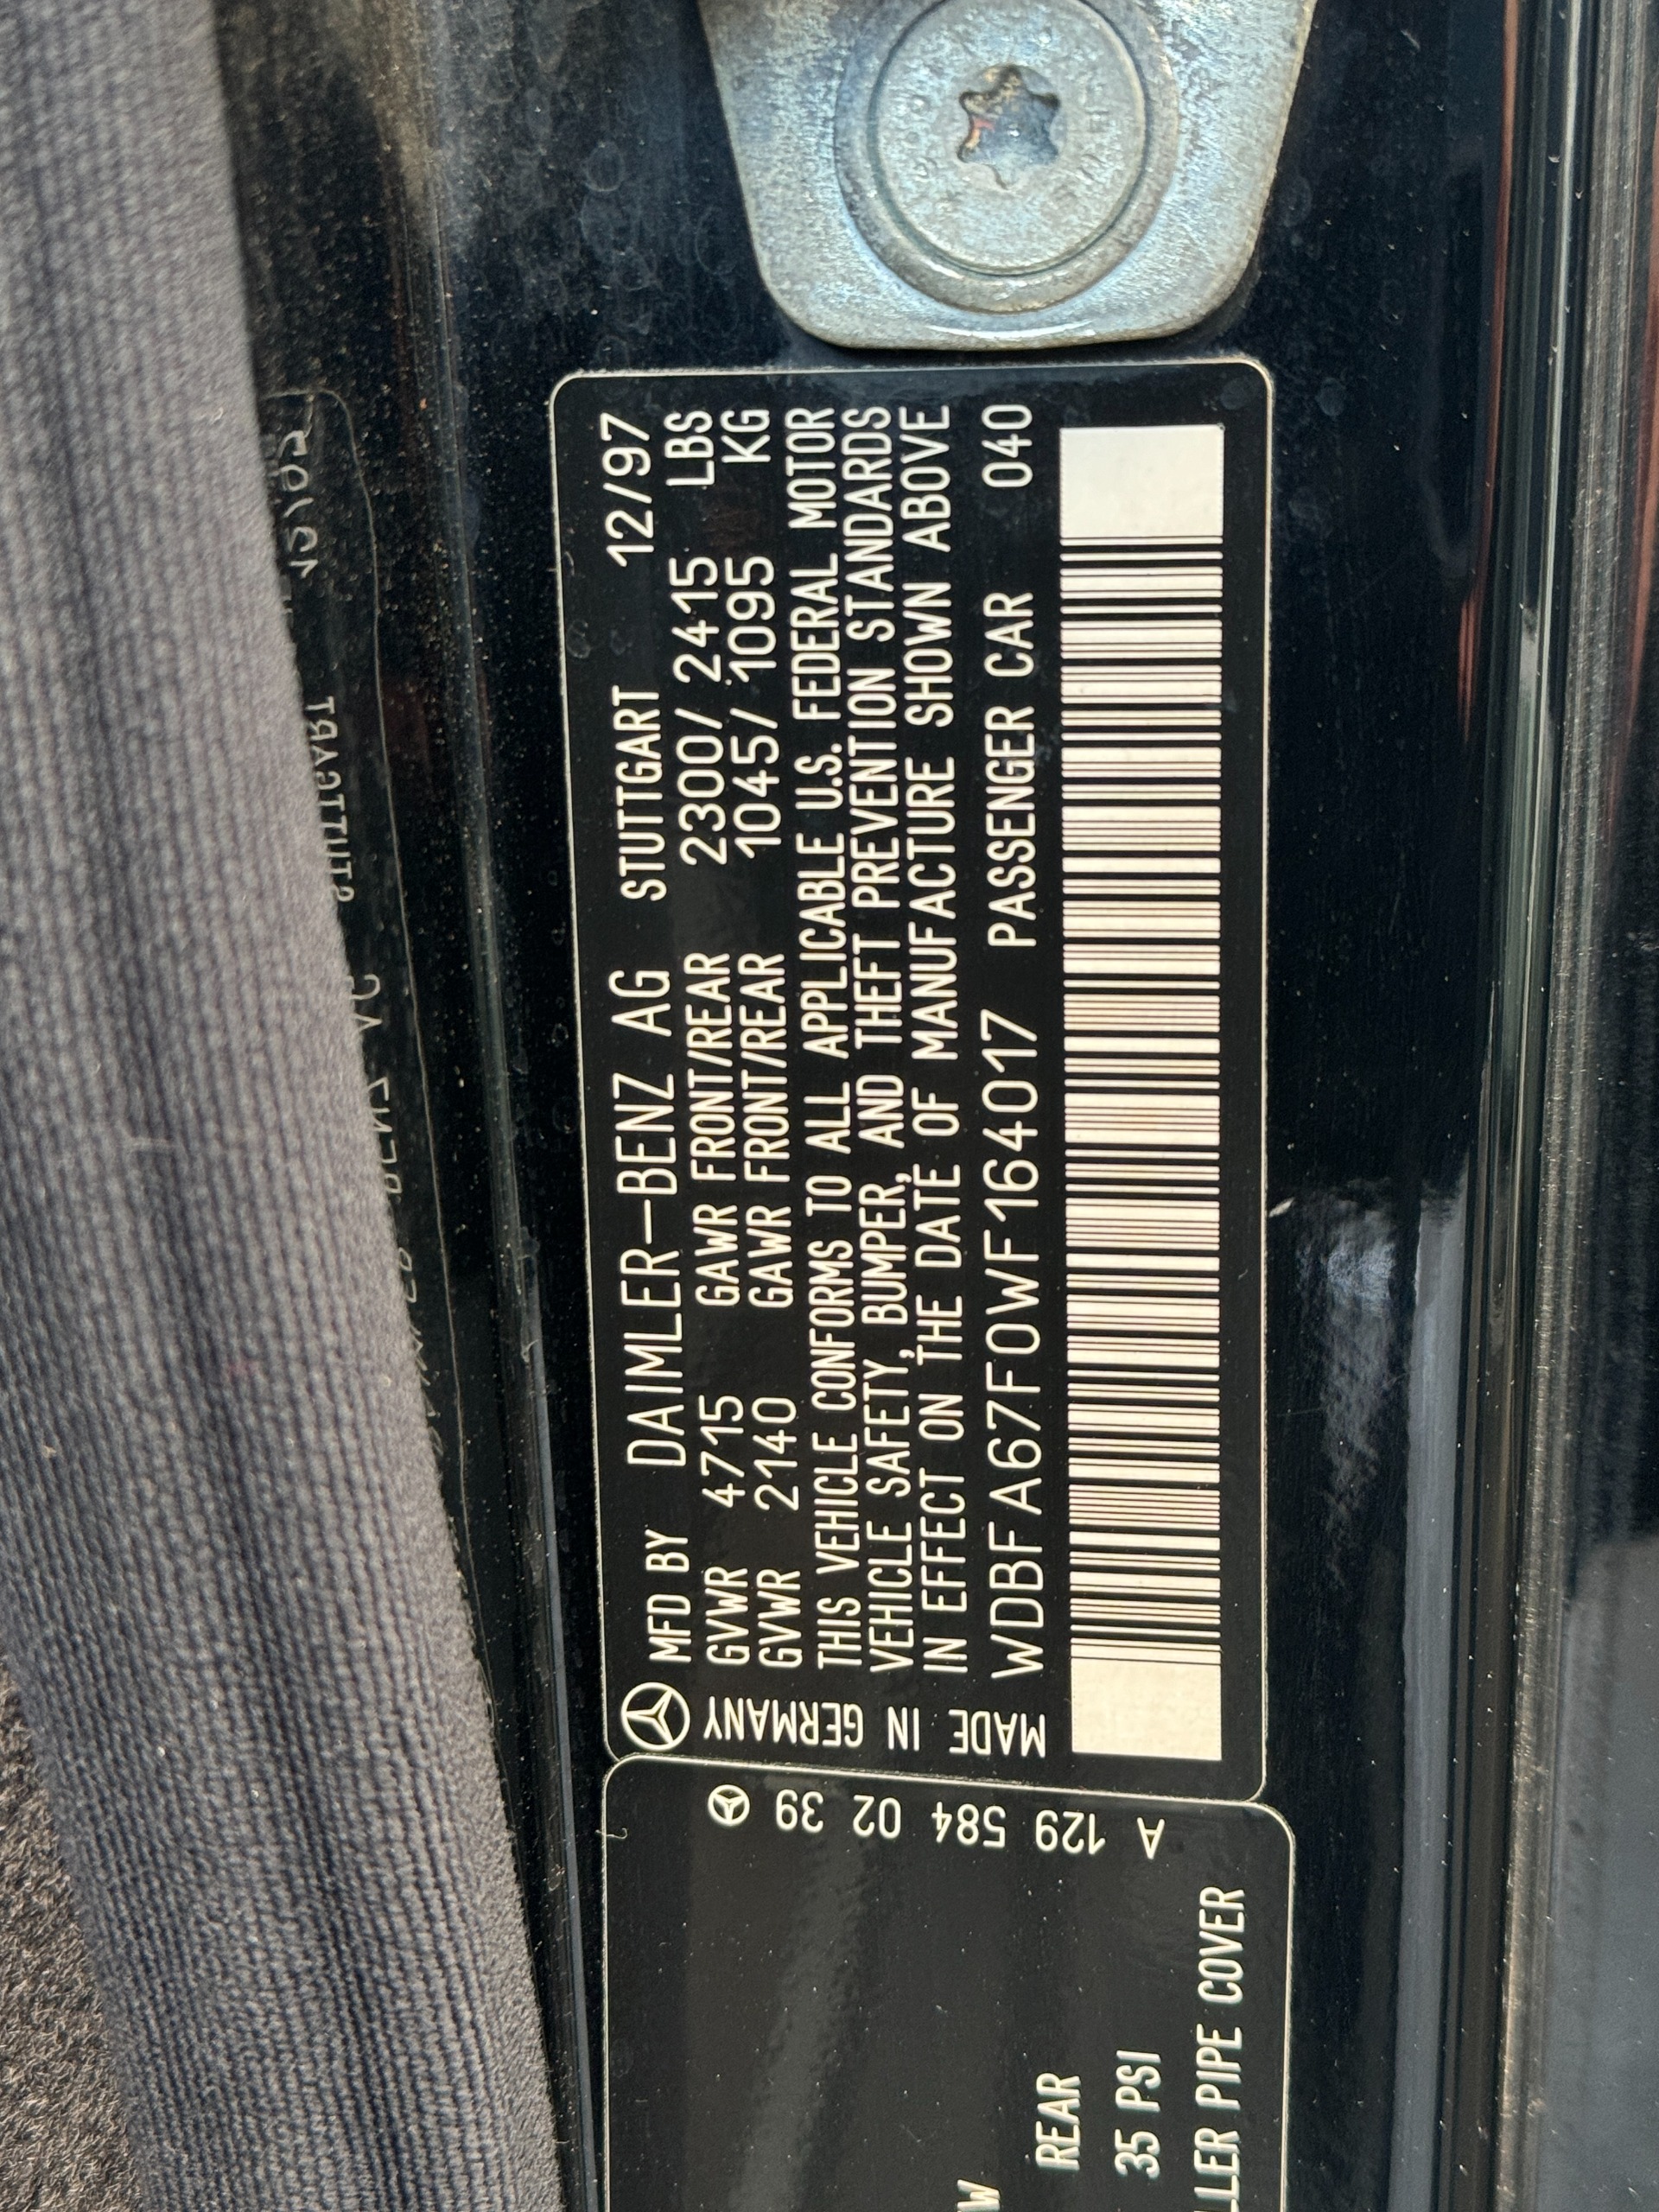 MFD BY DAIMLER-BENZ AG STUTTGART 12/97
GVWR 4715 GAWR FRONT/REAR 2300/ 2415 LBS
GVWR 2140 GAWR FRONT/REAR 1045/ 1095 KG
THIS VEHICLE CONFORMS TO ALL APPLICABLE U.S. FEDERAL MOTOR
VEHICLE SAFETY, BUMPER, AND THEFT PREVENTION STANDARDS
IN EFFECT ON THE DATE OF MANUFACTURE SHOWN ABOVE
WDBFA67F0WF164017 PASSENGER CAR 040
MADE IN GERMANY
A 129 584 02 39
REAR
35 PSI
PIPE COVER